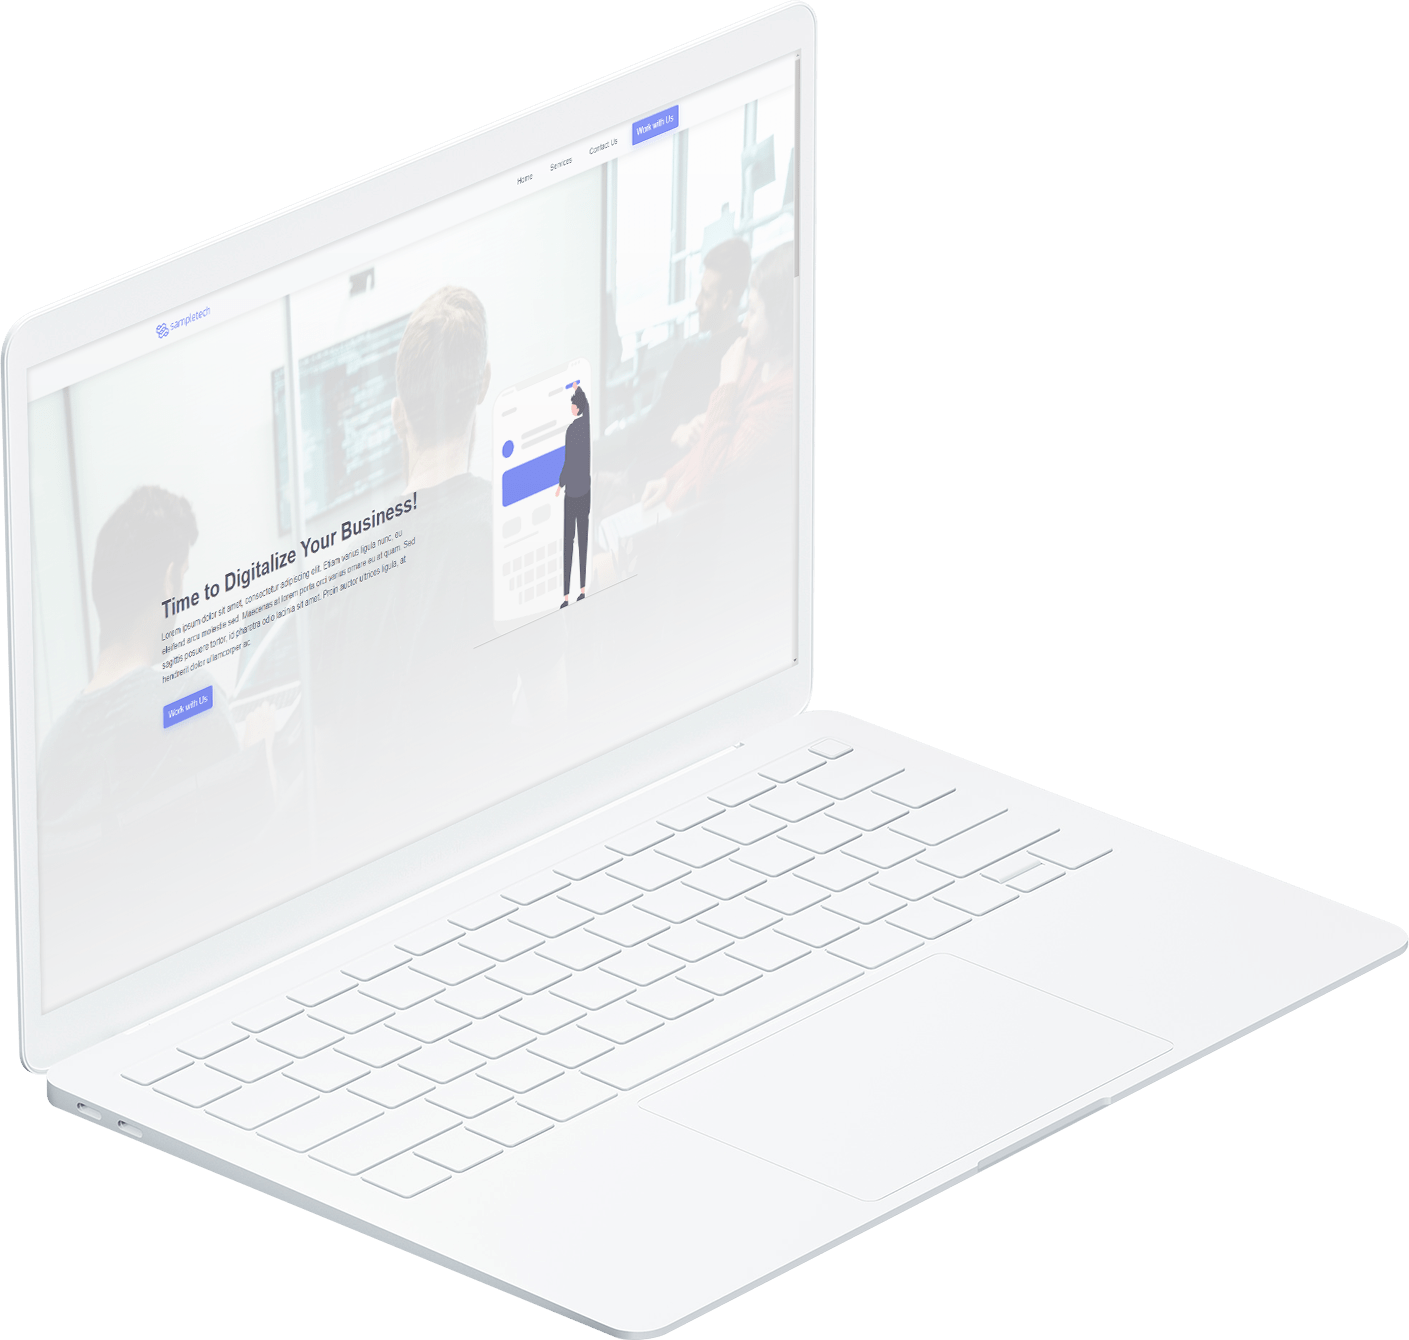 sampletech
Home
Services
Contact Us
Work with Us
Time to Digitalize Your Business!
Lorem ipsum dolor sit amet, consectetur adipiscing elit. Etiam varius ligula nunc, eu
eleifend arcu molestie sed. Maecenas at lorem porta orci varius ornare eu at quam. Sed
sagittis posuere tortor, id pharetra odio lacinia sit amet. Proin auctor ultrices ligula, at
hendrerit dolor ullamcorper ac.
Work with Us